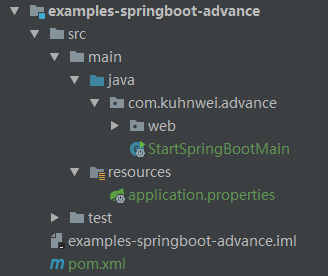 examples-springboot-advance
src
main
java
com.kuhnwei.advance
web
StartSpringBootMain
resources
application.properties
test
examples-springboot-advance.iml
pom.xml